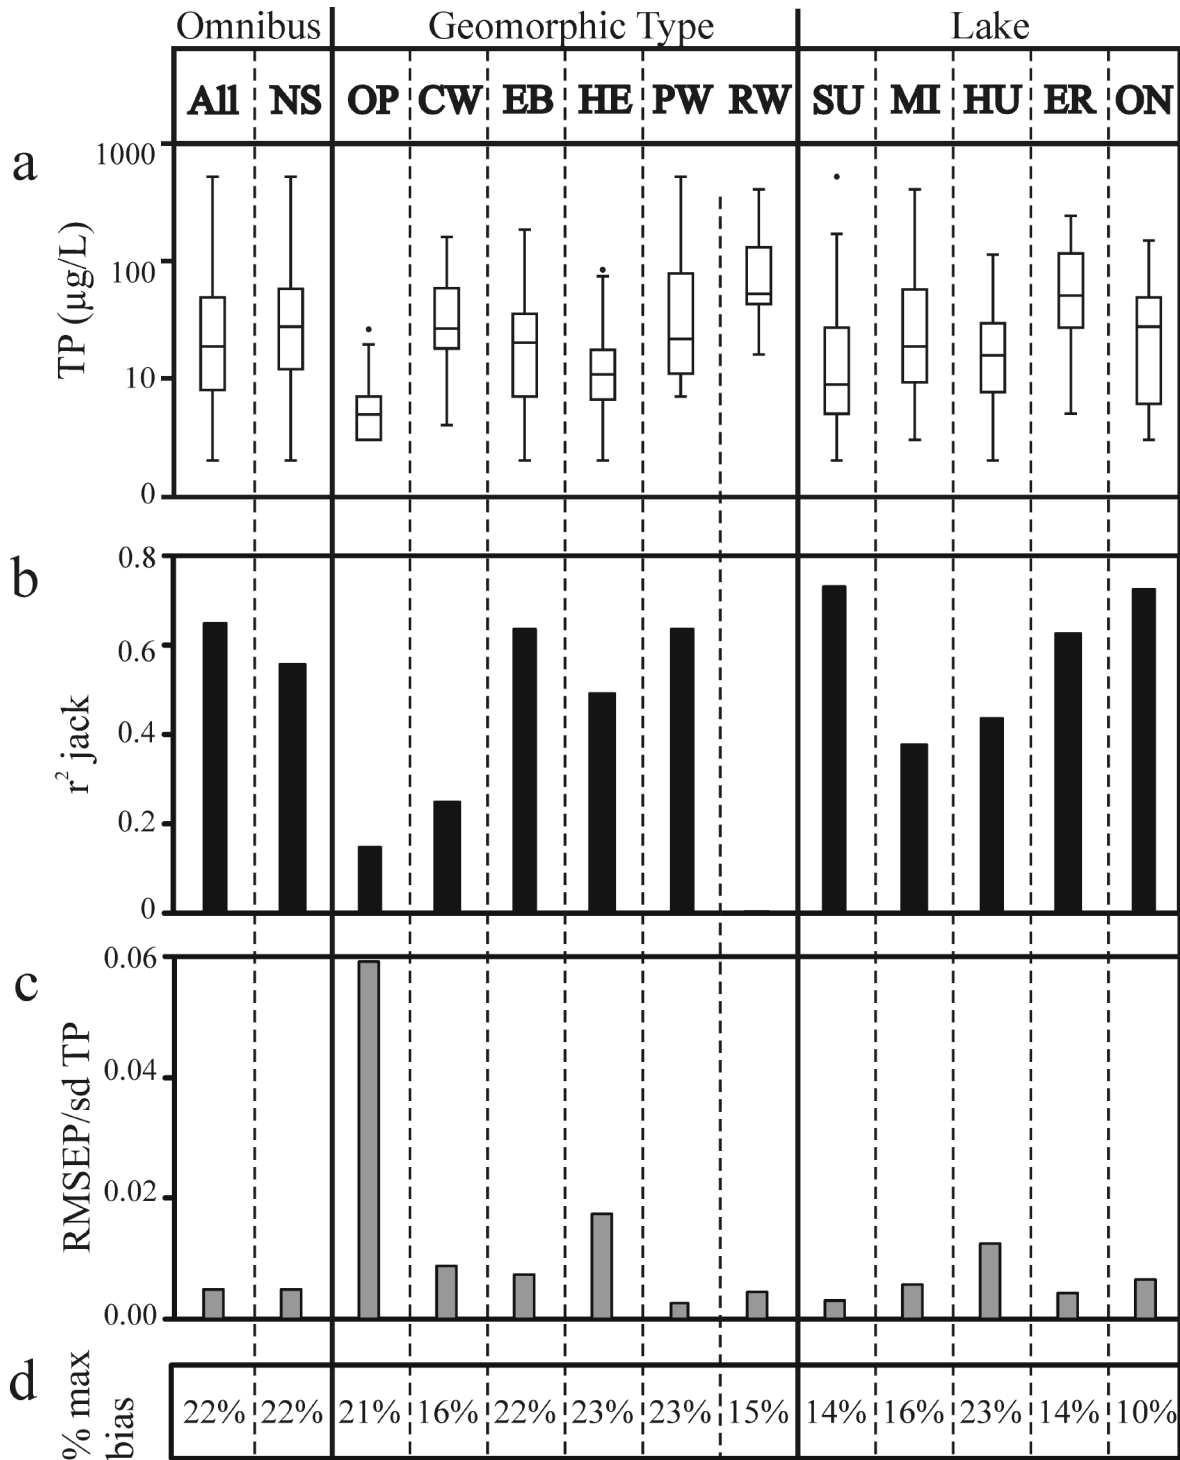 Omnibus Geomorphic Type Lake
All NS OP CW EB HE PW RW SU MI HU ER ON
a
TP (µg/L)
1000
100
10
0
b
r² jack
0.8
0.6
0.4
0.2
0
c
RMSEP/sd TP
0.06
0.04
0.02
0.00
d
% max
bias
22% 22% 21% 16% 22% 23% 23% 15% 14% 16% 23% 14% 10%